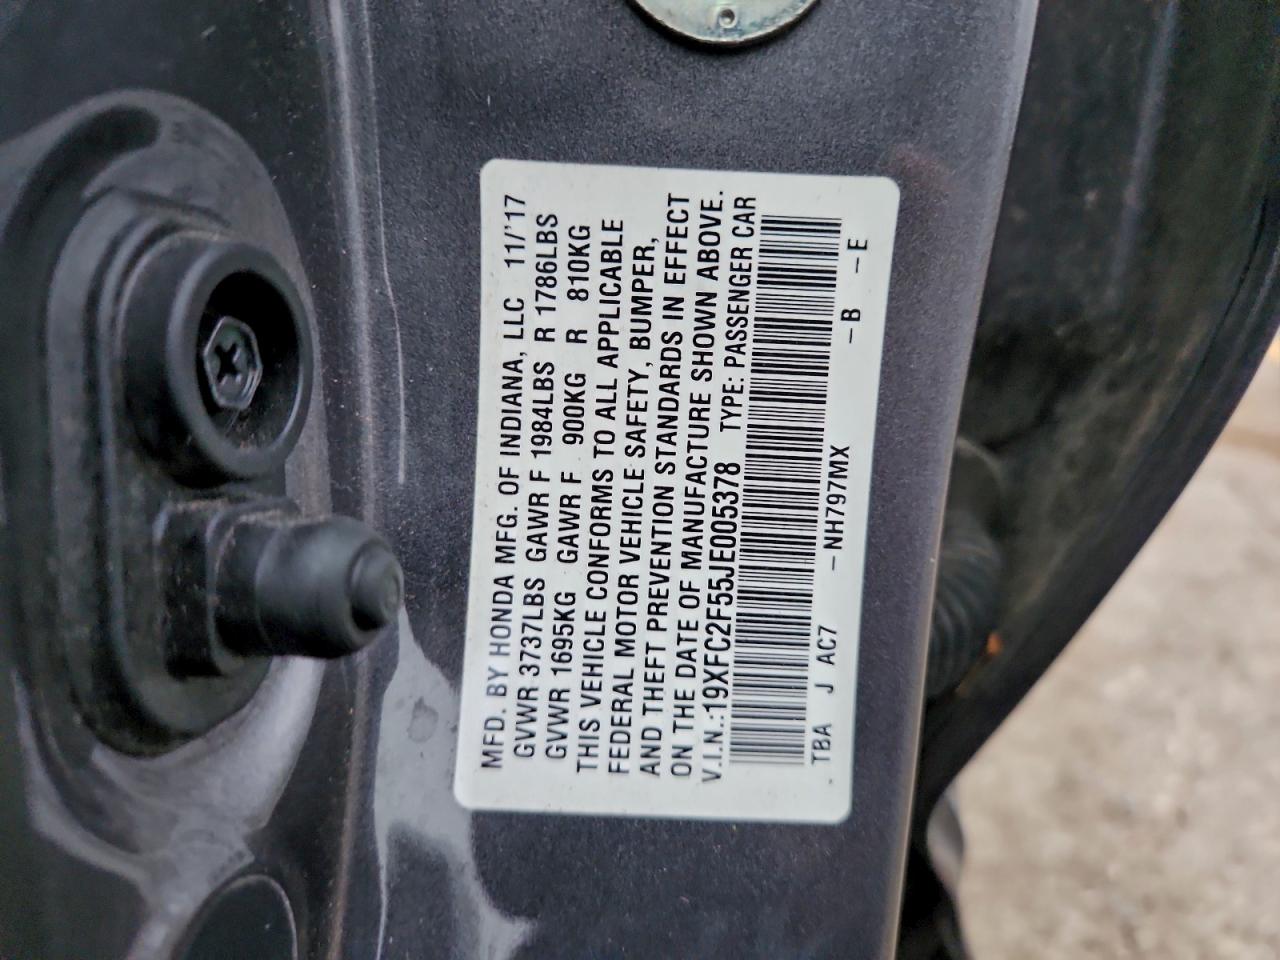 MFD. BY HONDA MFG. OF INDIANA, LLC 11/'17
GVWR 3737LBS GAWR F 1984LBS R 1786LBS
GVWR 1695KG GAWR F 900KG R 810KG
THIS VEHICLE CONFORMS TO ALL APPLICABLE
FEDERAL MOTOR VEHICLE SAFETY, BUMPER,
AND THEFT PREVENTION STANDARDS IN EFFECT
ON THE DATE OF MANUFACTURE SHOWN ABOVE.
V.I.N.:19XFC2F55JE005378 TYPE: PASSENGER CAR
. TBA J AC7 -NH797MX -B -E